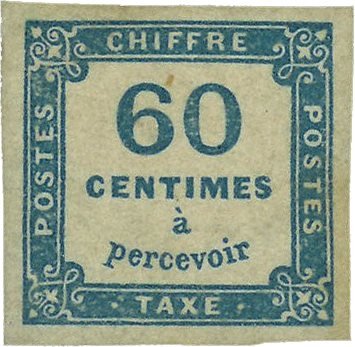 CHIFFRE
POSTES
60
CENTIMES
à
percevoir
POSTES
· TAXE ·